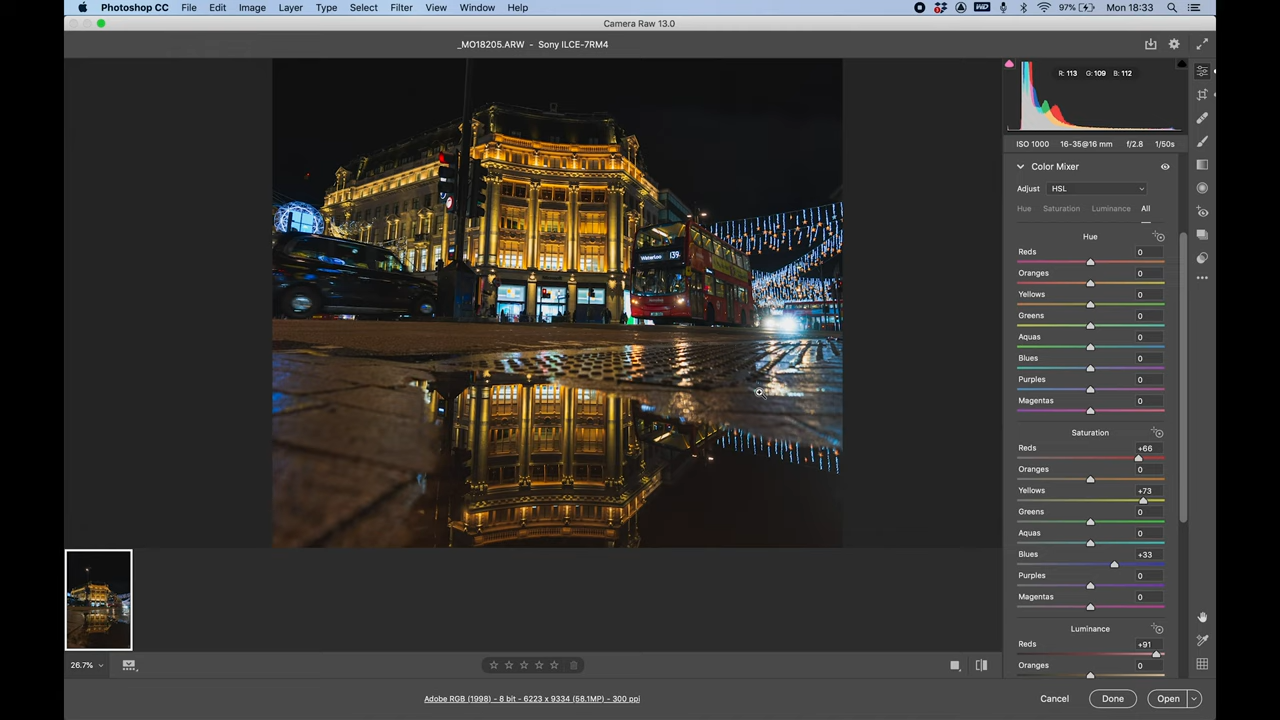 Photoshop CC File Edit Image Layer Type Select Filter View Window Help 97% Mon 18:33
Camera Raw 13.0
_MO18205.ARW - Sony ILCE-7RM4
R: 113 G: 109 B: 112
ISO 1000 16-35@16 mm f/2.8 1/50s
Color Mixer
Adjust HSL
Hue Saturation Luminance All
Hue
Reds 0
Oranges 0
Yellows 0
Greens 0
Aquas 0
Blues 0
Purples 0
Magentas 0
Saturation
Reds +66
Oranges 0
Yellows +73
Greens 0
Aquas 0
Blues +33
Purples 0
Magentas 0
Luminance
Reds +91
Oranges 0
Waterloo 139
26.7%
Adobe RGB (1998) - 8 bit - 6223 x 9334 (58.1MP) - 300 ppi
Cancel Done Open